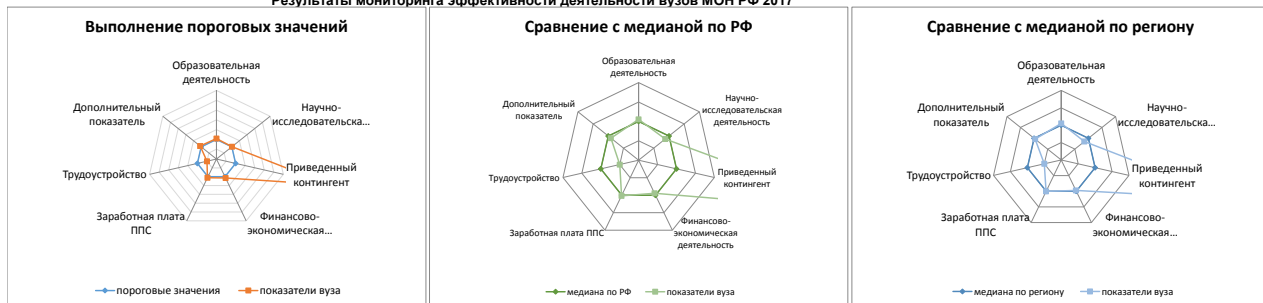 Результаты мониторинга эффективности деятельности вузов МОН РФ 2017
Выполнение пороговых значений
Образовательная
деятельность
Научно-
исследовательска...
Приведенный
контингент
Финансово-
экономическая...
Заработная плата
ППС
Трудоустройство
Дополнительный
показатель
пороговые значения
показатели вуза
Сравнение с медианой по РФ
Образовательная
деятельность
Научно-
исследовательская
деятельность
Приведенный
контингент
Финансово-
экономическая
деятельность
Заработная плата ППС
Трудоустройство
Дополнительный
показатель
медиана по РФ
показатели вуза
Сравнение с медианой по региону
Образовательная
деятельность
Научно-
исследовательска...
Приведенный
контингент
Финансово-
экономическая...
Заработная плата
ППС
Трудоустройство
Дополнительный
показатель
медиана по региону
показатели вуза